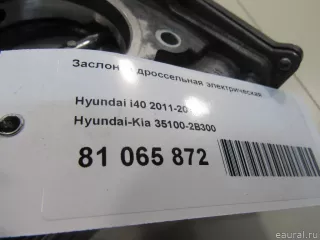 Заслонка дроссельная электрическая
Hyundai i40 2011-20
Hyundai-Kia 35100-2B300
81 065 872
eaural.ru